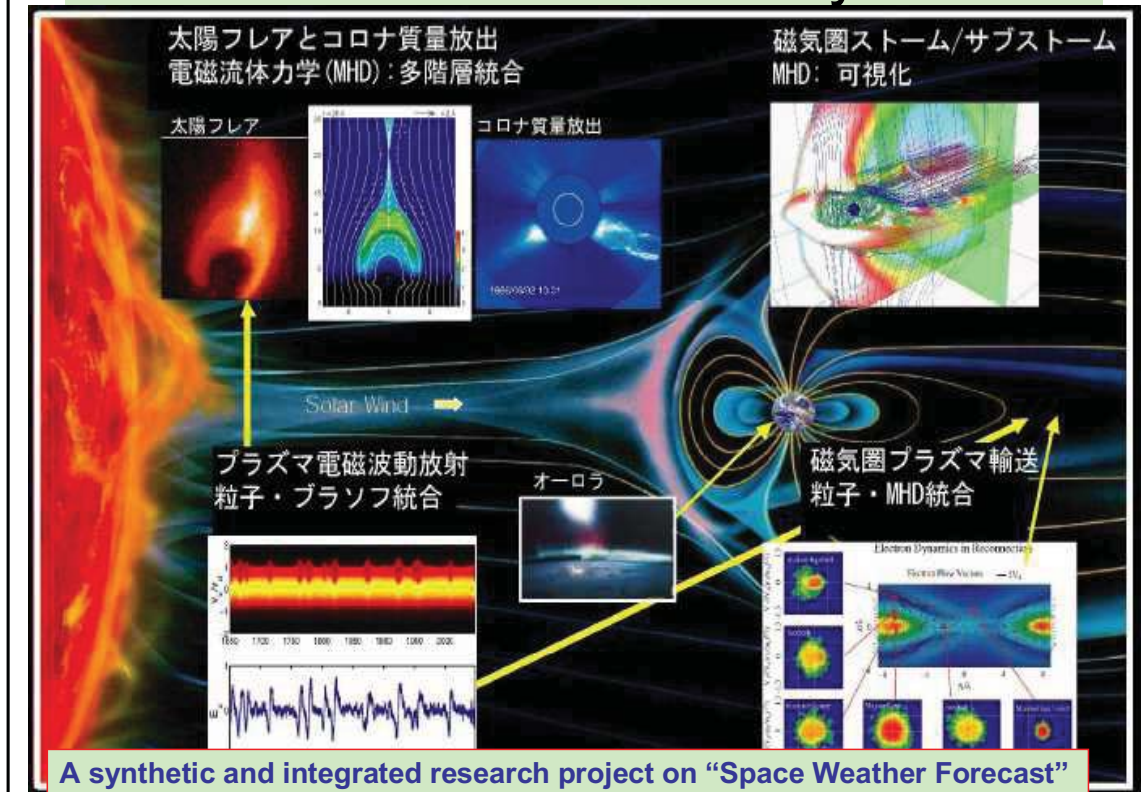 太陽フレアとコロナ質量放出
電磁流体力学(MHD):多階層統合
磁気圏ストーム/サブストーム
MHD: 可視化
太陽フレア
コロナ質量放出
Solar Wind
プラズマ電磁波動放射
粒子・ブラソフ統合
オーロラ
磁気圏プラズマ輸送
粒子・MHD統合
Electron Dynamics in
Electron Flow Vectors
A synthetic and integrated research project on “Space Weather Forecast”